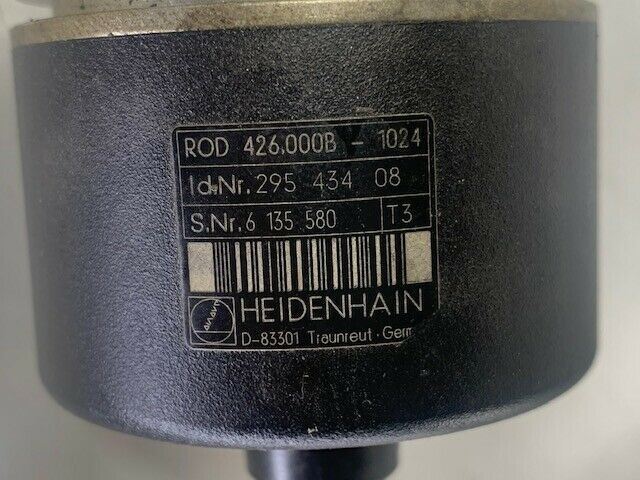 ROD 426.000B - 1024
Id.Nr. 295 434 08
S.Nr. 6 135 580 T3
HEIDENHAIN
D-83301 Traunreut · Germ